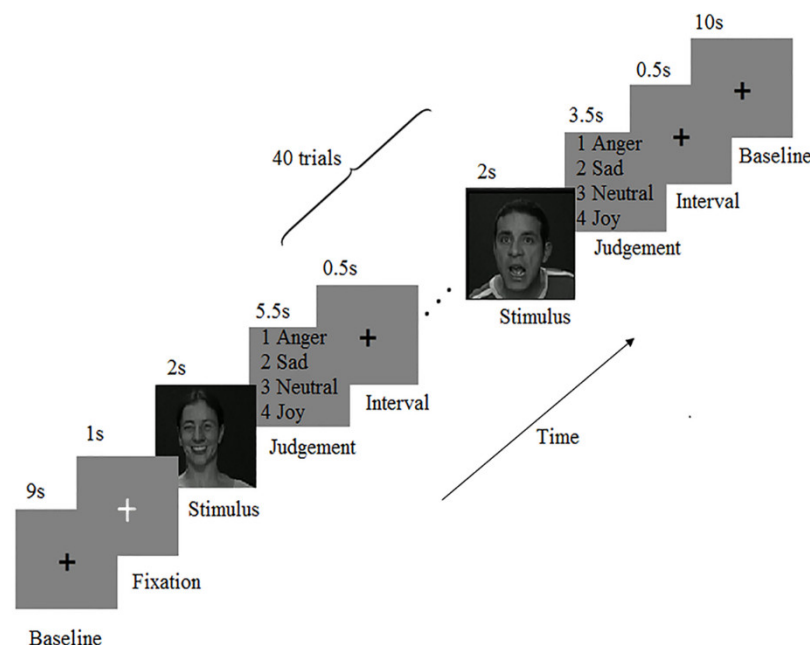 10s
0.5s
3.5s
1 Anger
2 Sad
3 Neutral
4 Joy
Baseline
40 trials
2s
Interval
Judgement
0.5s
Stimulus
5.5s
1 Anger
2 Sad
3 Neutral
4 Joy
2s
Interval
Judgement
Time
1s
9s
Stimulus
Fixation
Baseline